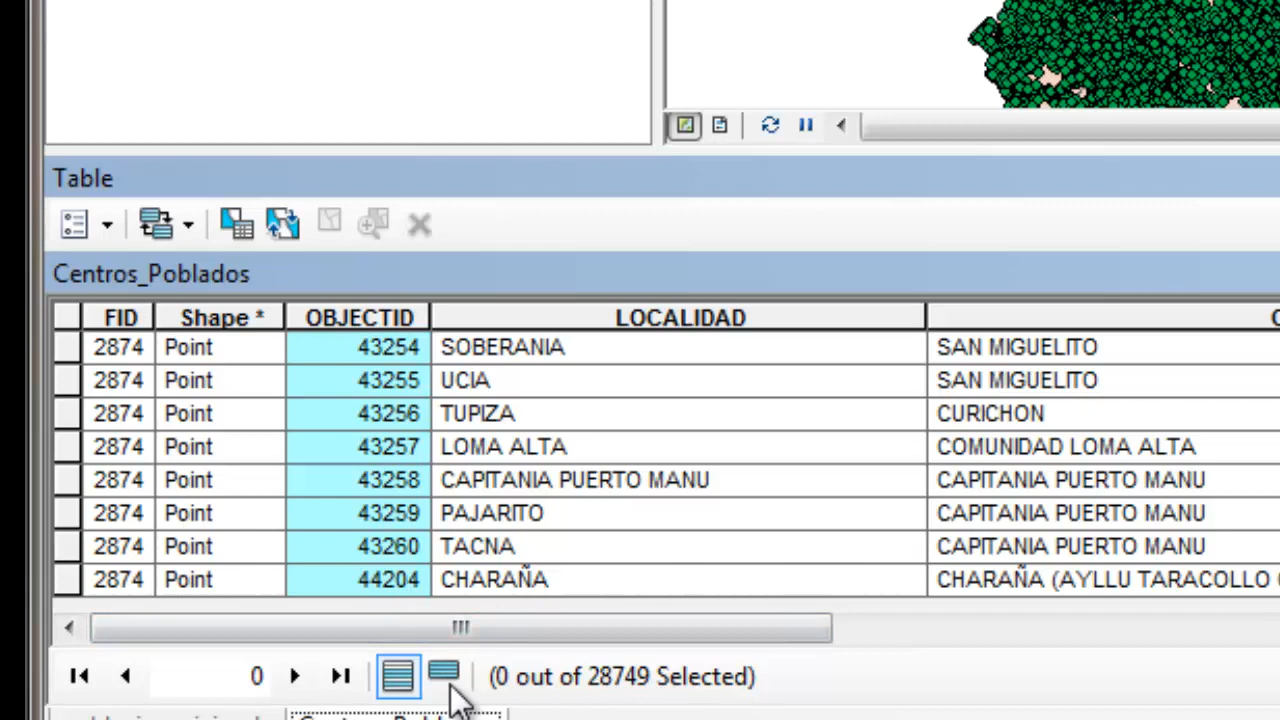 Table
Centros_Poblados
FID Shape * OBJECTID LOCALIDAD
2874 Point 43254 SOBERANIA SAN MIGUELITO
2874 Point 43255 UCIA SAN MIGUELITO
2874 Point 43256 TUPIZA CURICHON
2874 Point 43257 LOMA ALTA COMUNIDAD LOMA ALTA
2874 Point 43258 CAPITANIA PUERTO MANU CAPITANIA PUERTO MANU
2874 Point 43259 PAJARITO CAPITANIA PUERTO MANU
2874 Point 43260 TACNA CAPITANIA PUERTO MANU
2874 Point 44204 CHARAÑA CHARAÑA (AYLLU TARACOLLO
0 (0 out of 28749 Selected)